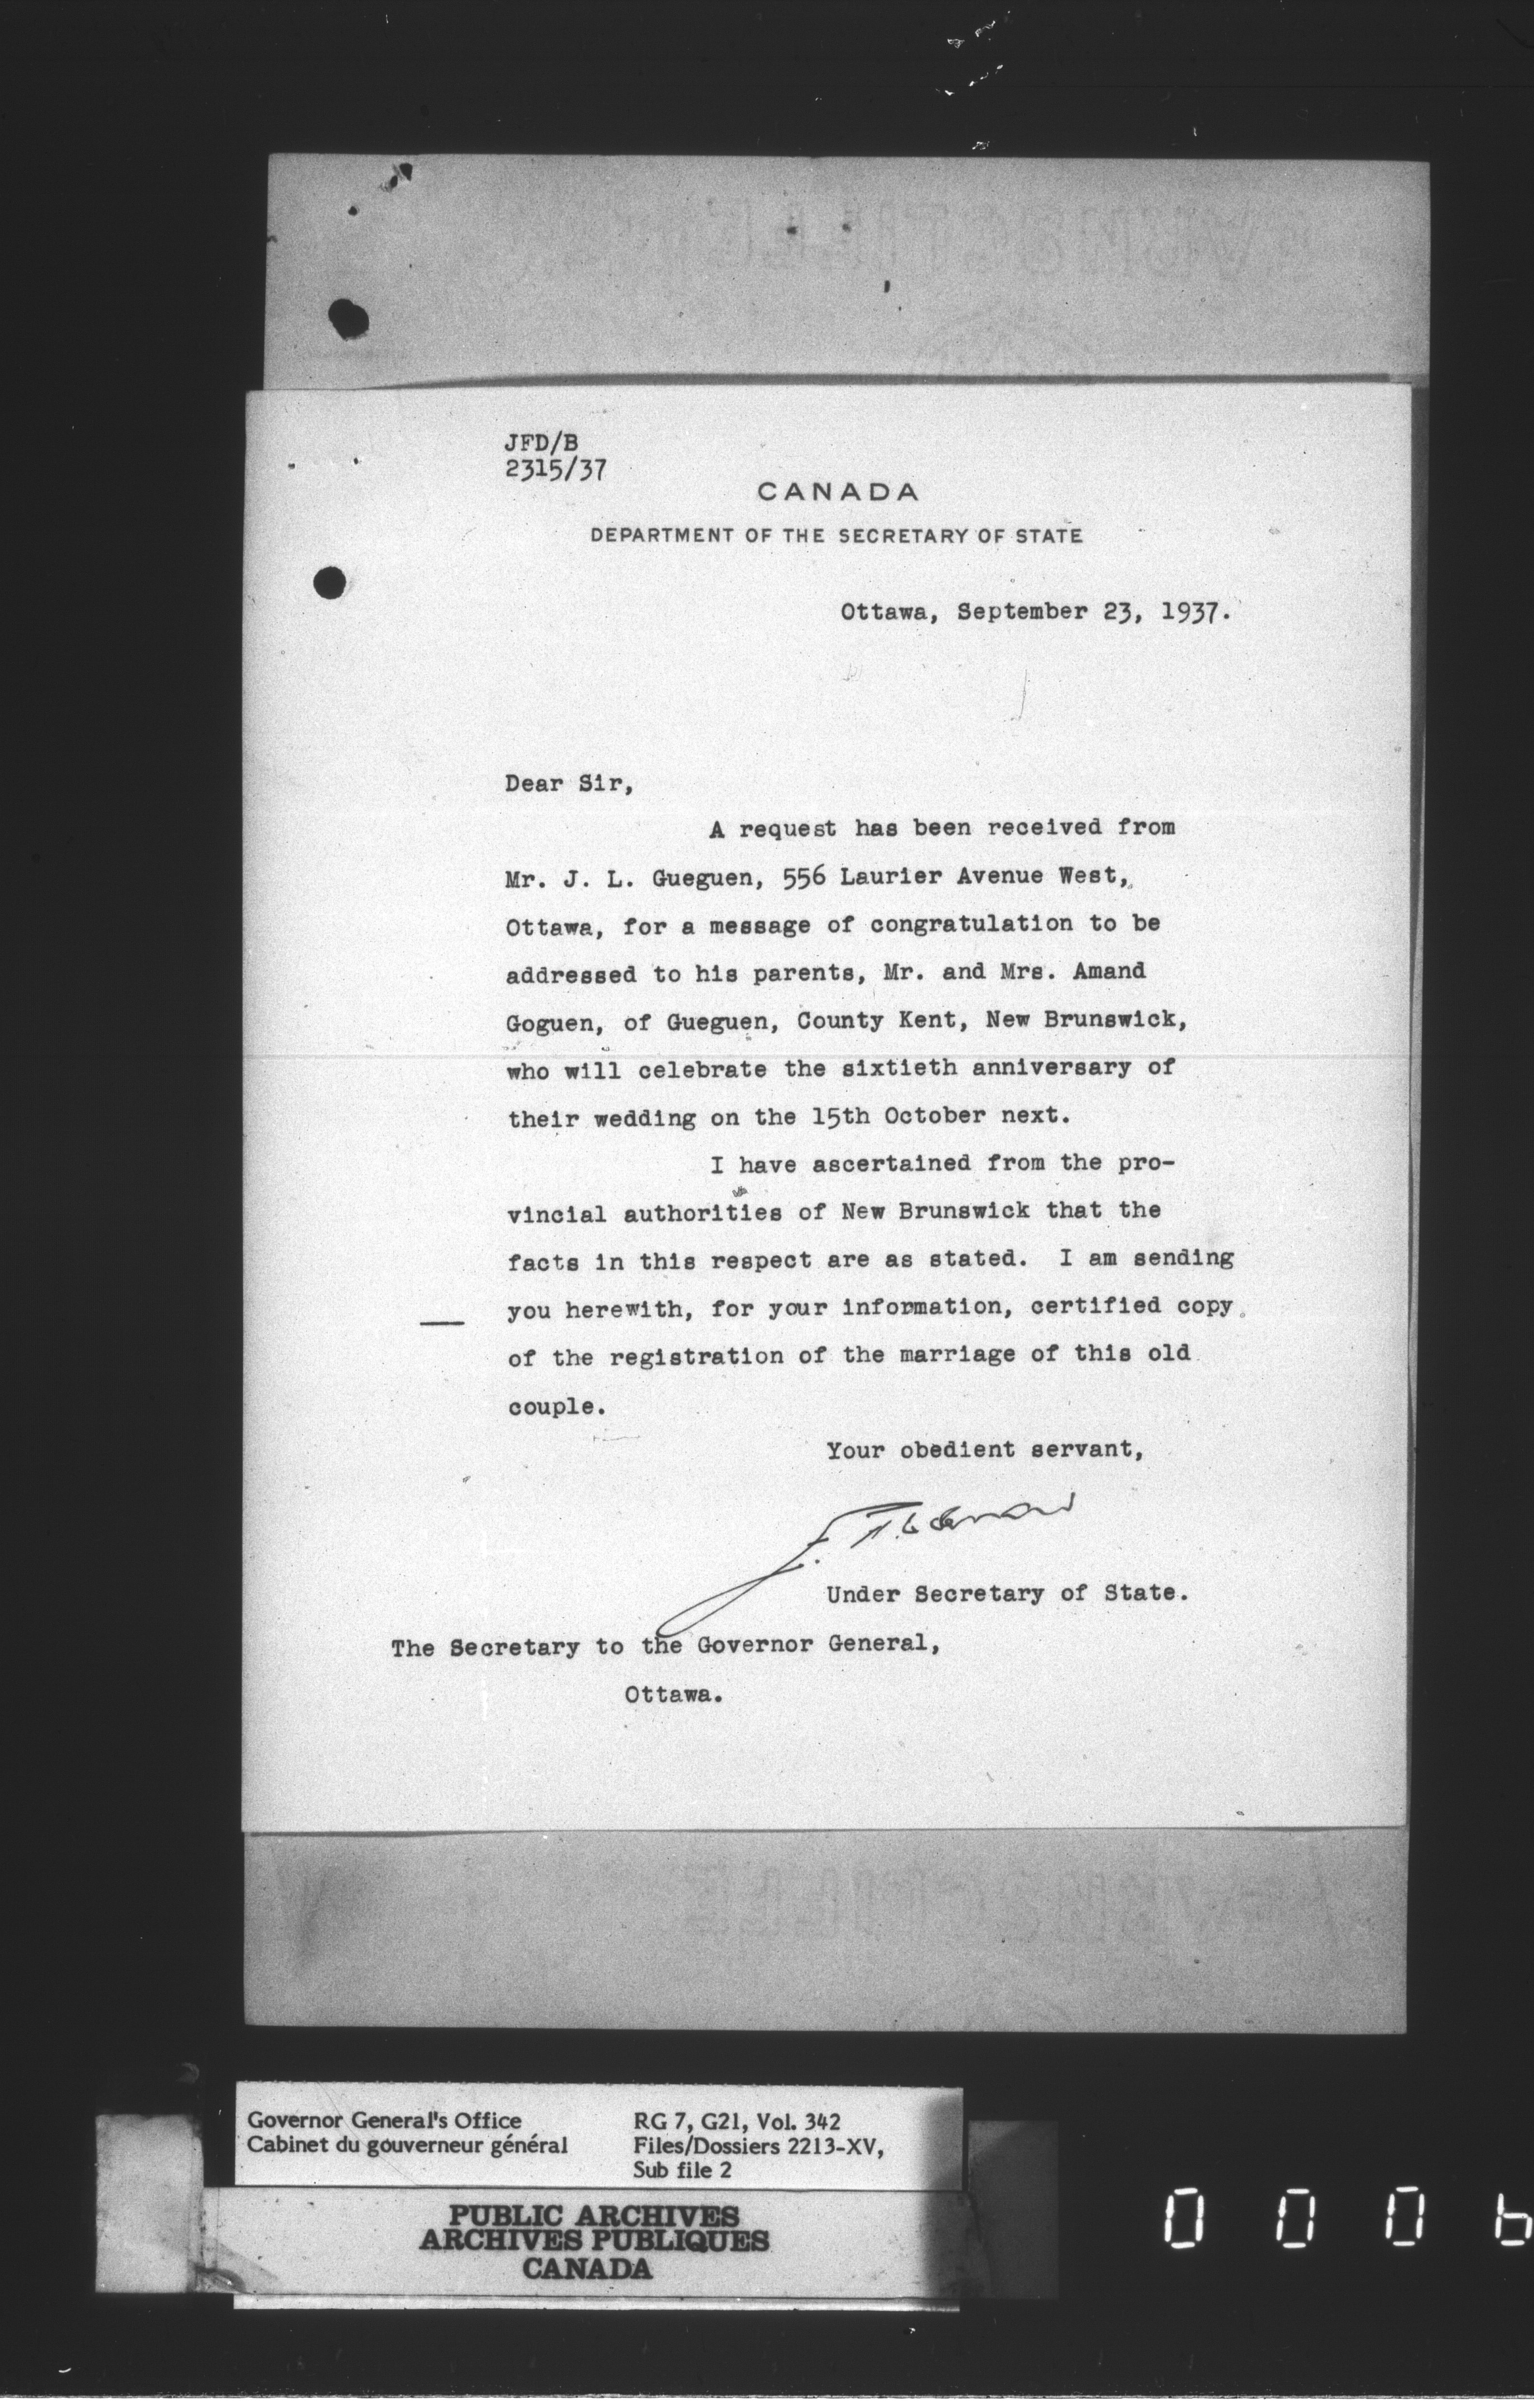 JFD/B
2315/37
CANADA
DEPARTMENT OF THE SECRETARY OF STATE
Ottawa, September 23, 1937.
Dear Sir,
A request has been received from
Mr. J. L. Gueguen, 556 Laurier Avenue West,
Ottawa, for a message of congratulation to be
addressed to his parents, Mr. and Mrs. Amand
Goguen, of Gueguen, County Kent, New Brunswick,
who will celebrate the sixtieth anniversary of
their wedding on the 15th October next.
I have ascertained from the pro-
vincial authorities of New Brunswick that the
facts in this respect are as stated. I am sending
you herewith, for your information, certified copy
of the registration of the marriage of this old
couple.
Your obedient servant,
Under Secretary of State.
The Secretary to the Governor General,
Ottawa.
Governor General's Office
Cabinet du gouverneur général
RG 7, G21, Vol. 342
Files/Dossiers 2213-XV,
Sub file 2
PUBLIC ARCHIVES
ARCHIVES PUBLIQUES
CANADA
0 0 0 6